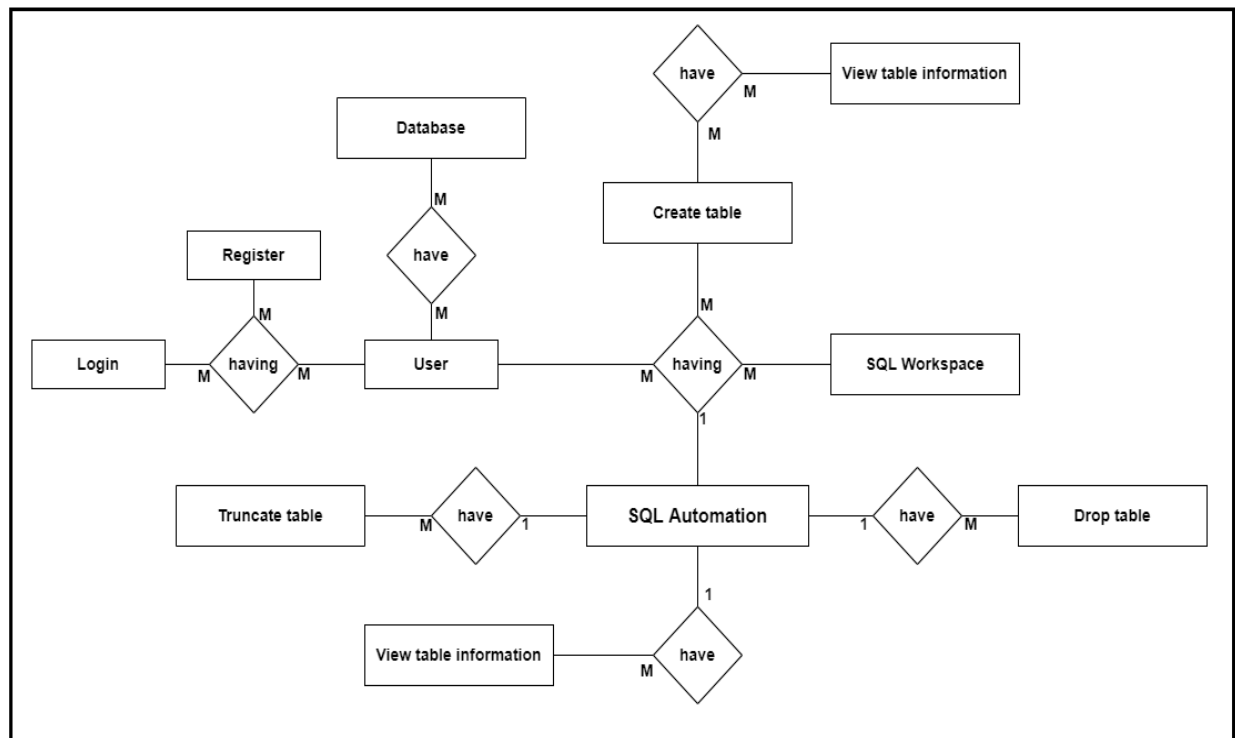 have
View table information
M
M
Database
Create table
M
Register
have
M
M
M
Login
M
having
M
User
M
having
M
SQL Workspace
1
Truncate table
M
have
1
SQL Automation
1
have
M
Drop table
1
View table information
M
have